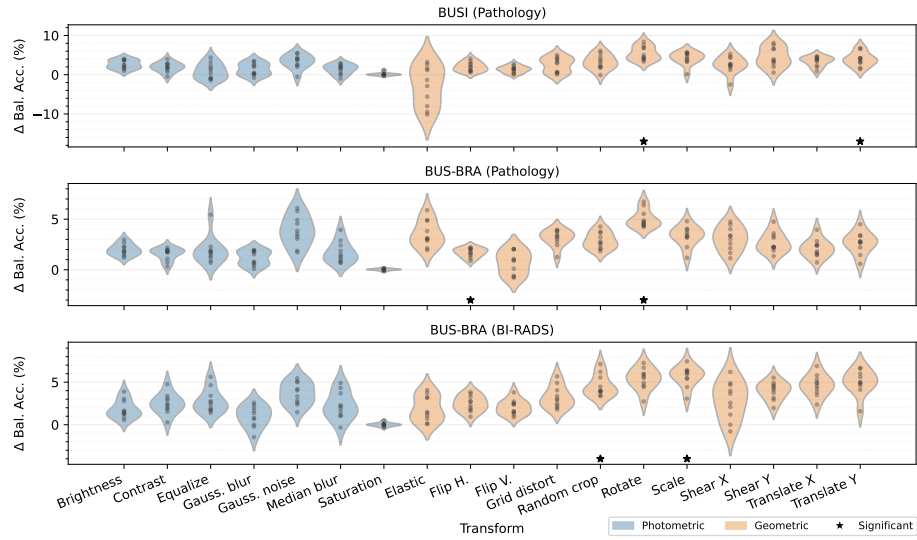 BUSI (Pathology)
Δ Bal. Acc. (%)
10
0
−10
BUS-BRA (Pathology)
Δ Bal. Acc. (%)
5
0
BUS-BRA (BI-RADS)
Δ Bal. Acc. (%)
5
0
Brightness
Contrast
Equalize
Gauss. blur
Gauss. noise
Median blur
Saturation
Elastic
Flip H.
Flip V.
Grid distort
Random crop
Rotate
Scale
Shear X
Shear Y
Translate X
Translate Y
Transform
Photometric
Geometric
Significant